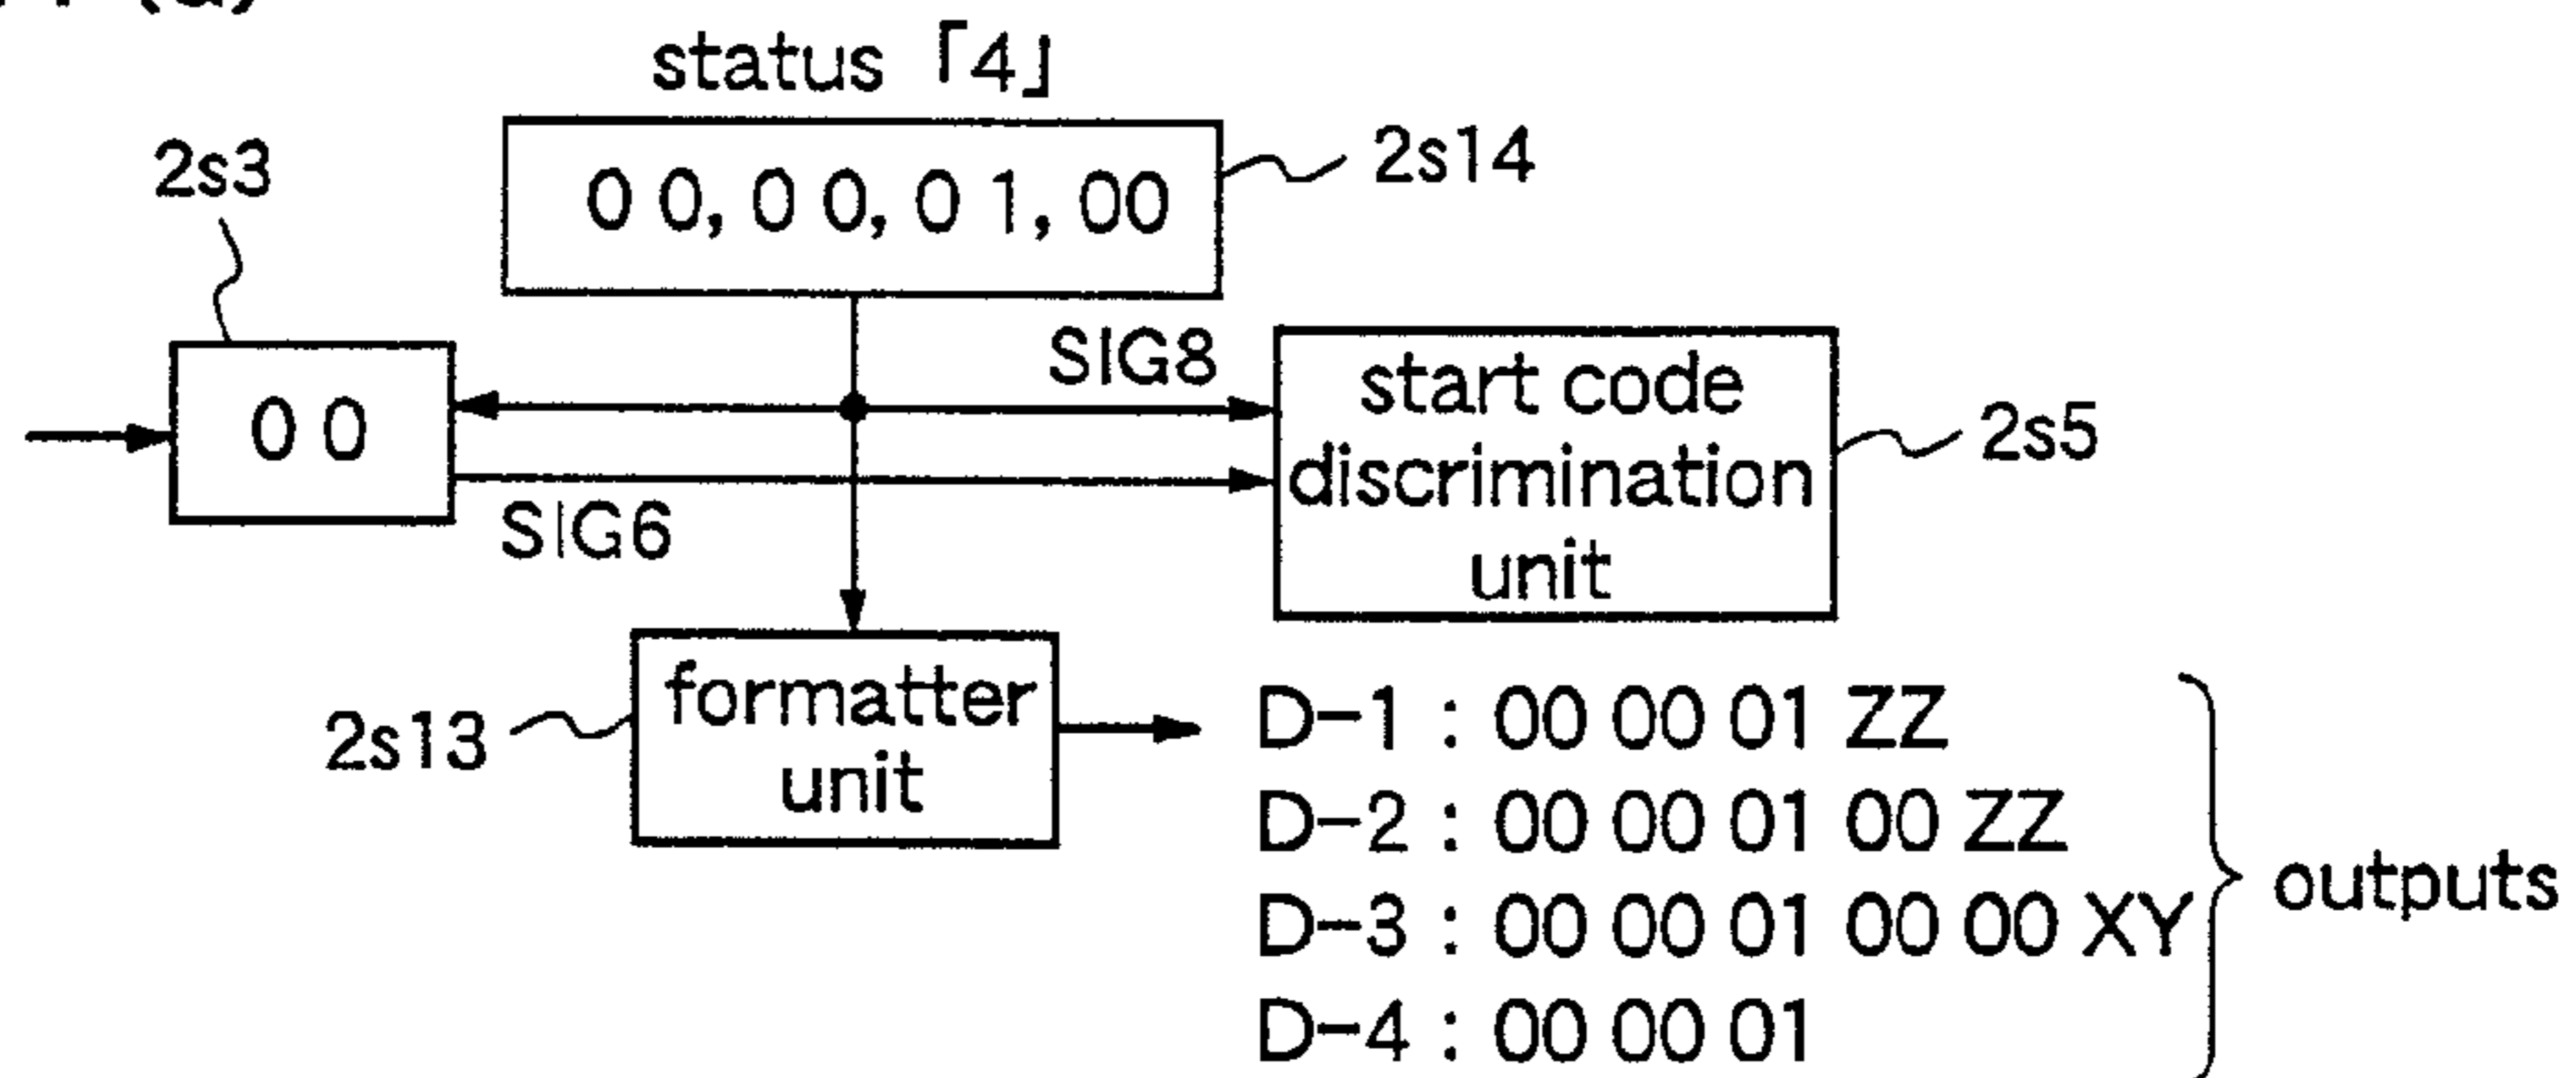 status「4」
2s3
0 0, 0 0, 0 1, 00
2s14
0 0
SIG8
SIG6
start code
discrimination
unit
2s5
formatter
unit
2s13
D-1 : 00 00 01 ZZ
D-2 : 00 00 01 00 ZZ
D-3 : 00 00 01 00 00 XY
D-4 : 00 00 01
outputs